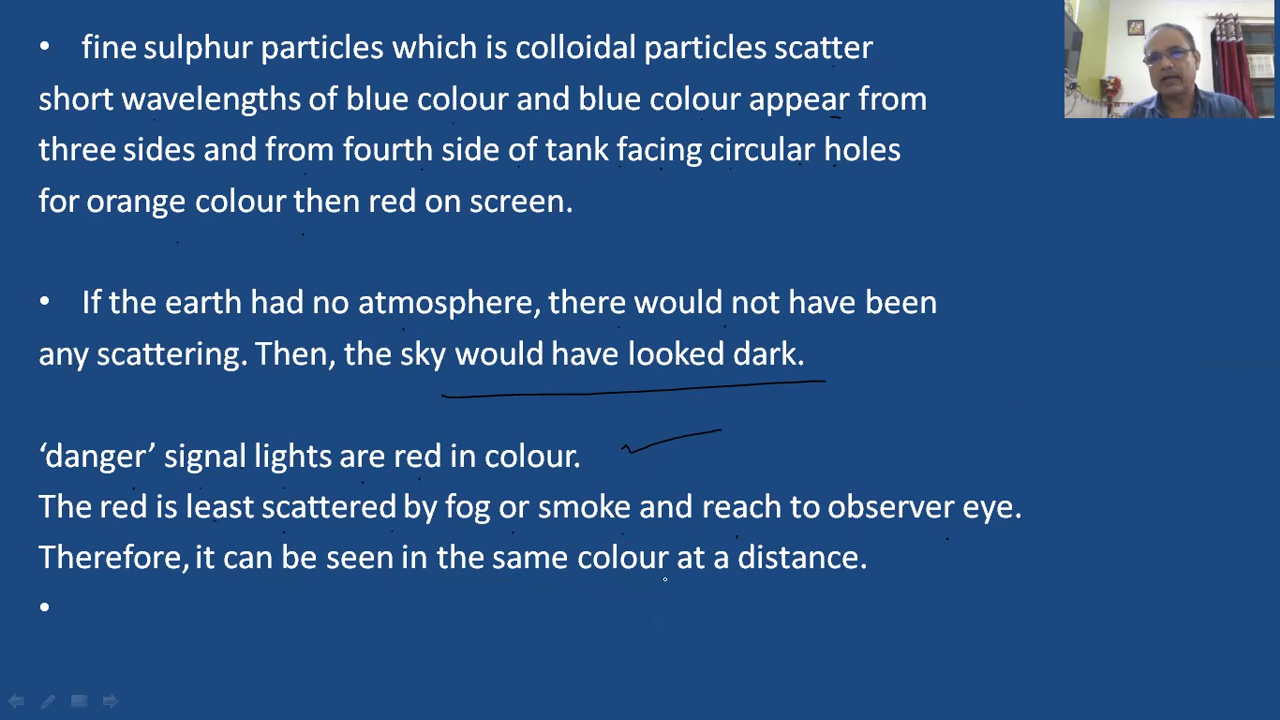 • fine sulphur particles which is colloidal particles scatter
short wavelengths of blue colour and blue colour appear from
three sides and from fourth side of tank facing circular holes
for orange colour then red on screen.
• If the earth had no atmosphere, there would not have been
any scattering. Then, the sky would have looked dark.
‘danger’ signal lights are red in colour.
The red is least scattered by fog or smoke and reach to observer eye.
Therefore, it can be seen in the same colour at a distance.
•